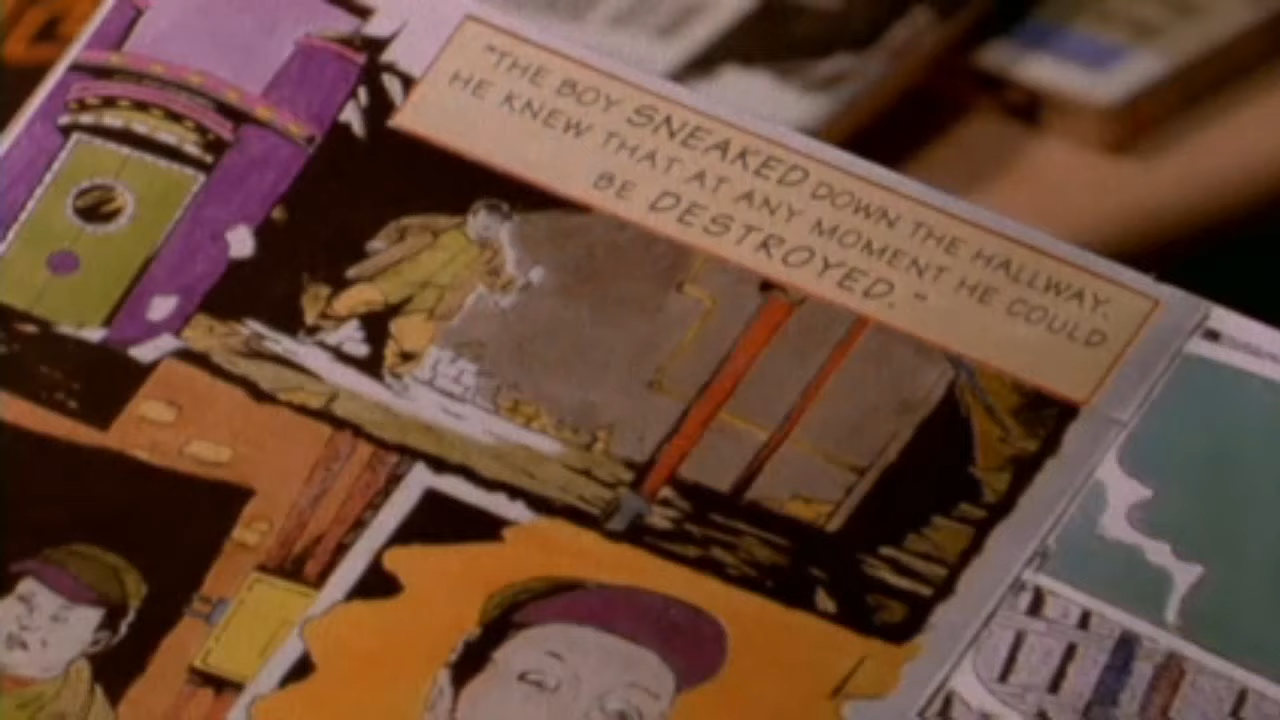 "THE BOY SNEAKED DOWN THE HALLWAY.
HE KNEW THAT AT ANY MOMENT HE COULD
BE DESTROYED."